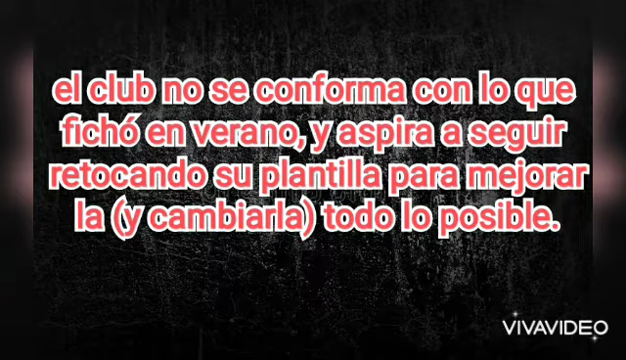 el club no se conforma con lo que
fichó en verano, y aspira a seguir
retocando su plantilla para mejorar
la (y cambiarla) todo lo posible.
VIVAVIDEO